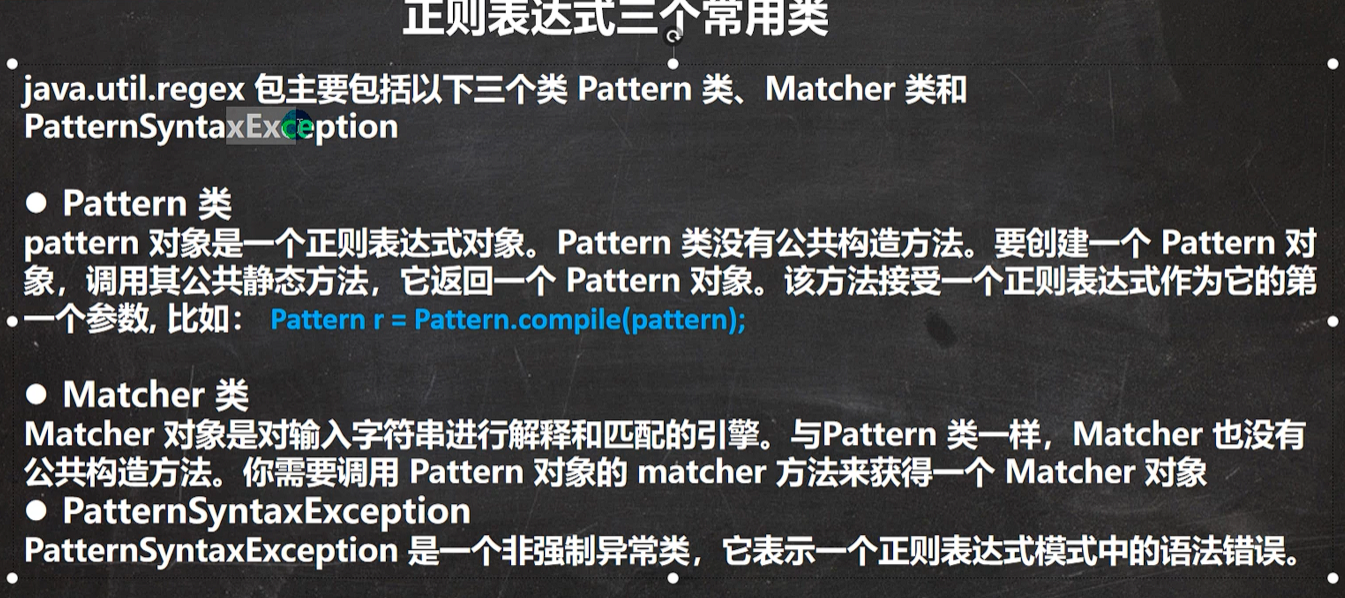 正则表达式三个常用类
java.util.regex 包主要包括以下三个类 Pattern 类、Matcher 类和
PatternSyntaxException
● Pattern 类
pattern 对象是一个正则表达式对象。Pattern 类没有公共构造方法。要创建一个 Pattern 对
象，调用其公共静态方法，它返回一个 Pattern 对象。该方法接受一个正则表达式作为它的第
一个参数, 比如： Pattern r = Pattern.compile(pattern);
● Matcher 类
Matcher 对象是对输入字符串进行解释和匹配的引擎。与Pattern 类一样，Matcher 也没有
公共构造方法。你需要调用 Pattern 对象的 matcher 方法来获得一个 Matcher 对象
● PatternSyntaxException
PatternSyntaxException 是一个非强制异常类，它表示一个正则表达式模式中的语法错误。